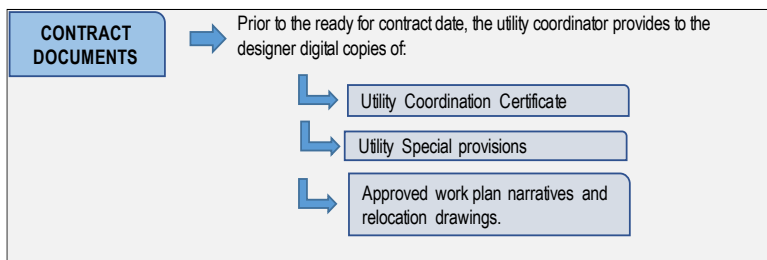 CONTRACT
DOCUMENTS
Prior to the ready for contract date, the utility coordinator provides to the
designer digital copies of:
Utility Coordination Certificate
Utility Special provisions
Approved work plan narratives and
relocation drawings.